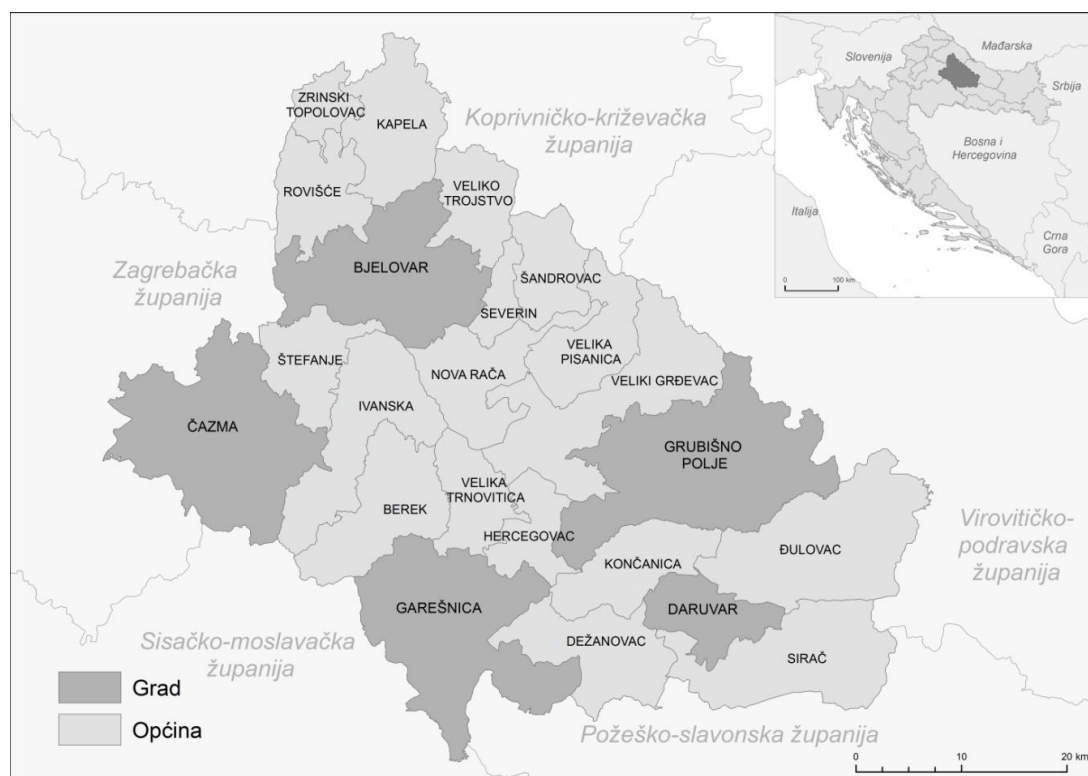 ZRINSKI
TOPOLOVAC
KAPELA
Koprivničko-križevačka
županija
ROVIŠĆE
VELIKO
TROJSTVO
Zagrebačka
županija
BJELOVAR
ŠANDROVAC
SEVERIN
ŠTEFANJE
NOVA RAČA
VELIKA
PISANICA
VELIKI GRĐEVAC
IVANSKA
ČAZMA
GRUBIŠNO
POLJE
VELIKA
TRNOVITICA
BEREK
HERCEGOVAC
Virovitičko-
podravska
županija
KONČANICA
ĐULOVAC
GAREŠNICA
DARUVAR
DEŽANOVAC
SIRAČ
Sisačko-moslavačka
županija
Požeško-slavonska županija
Grad
Općina
0 10 20 km
Slovenija
Mađarska
Srbija
Bosna i
Hercegovina
Italija
Crna
Gora
0 100 km